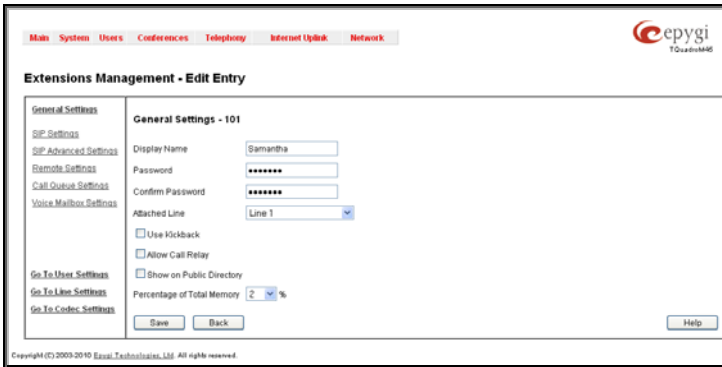 Main System Users Conferences Telephony Internet Uplink Network
epygi
TQuadroM46
Extensions Management - Edit Entry
General Settings
SIP Settings
SIP Advanced Settings
Remote Settings
Call Queue Settings
Voice Mailbox Settings
Go To User Settings
Go To Line Settings
Go To Codec Settings
General Settings - 101
Display Name Samantha
Password •••••••
Confirm Password •••••••
Attached Line Line 1
Use Kickback
Allow Call Relay
Show on Public Directory
Percentage of Total Memory 2 %
Save Back
Help
Copyright (C) 2003-2010 Epygi Technologies, Ltd. All rights reserved.